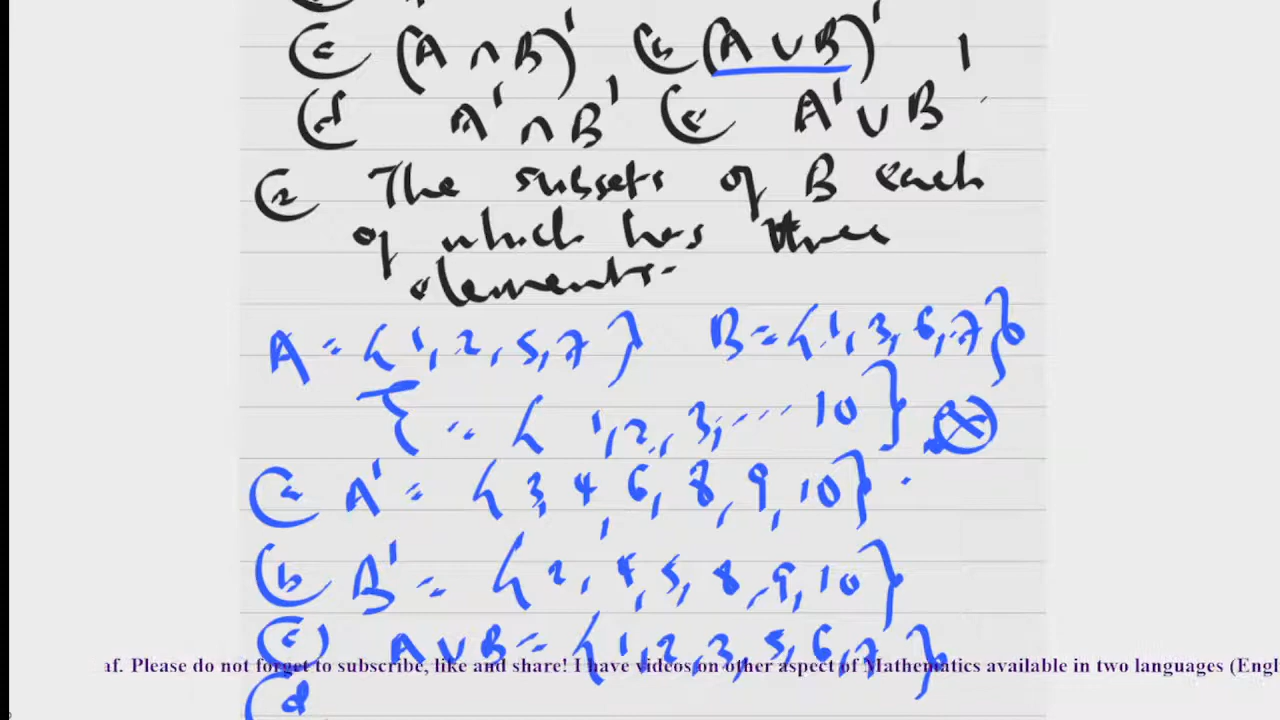 (c) (A ∩ B)' (b) (A ∪ B)'
(d) A' ∩ B' (e) A' ∪ B'
(2) The subsets of B each
of which has three
elements.
A = {1, 2, 5, 7} B = {1, 3, 6, 7}
ξ = {1, 2, 3, ... 10}
(a) A' = {3, 4, 6, 8, 9, 10}.
(b) B' = {2, 4, 5, 8, 9, 10}
(c) A ∪ B = {1, 2, 3, 5, 6, 7}
af. Please do not forget to subscribe, like and share! I have videos on other aspect of Mathematics available in two languages (Engl
(d